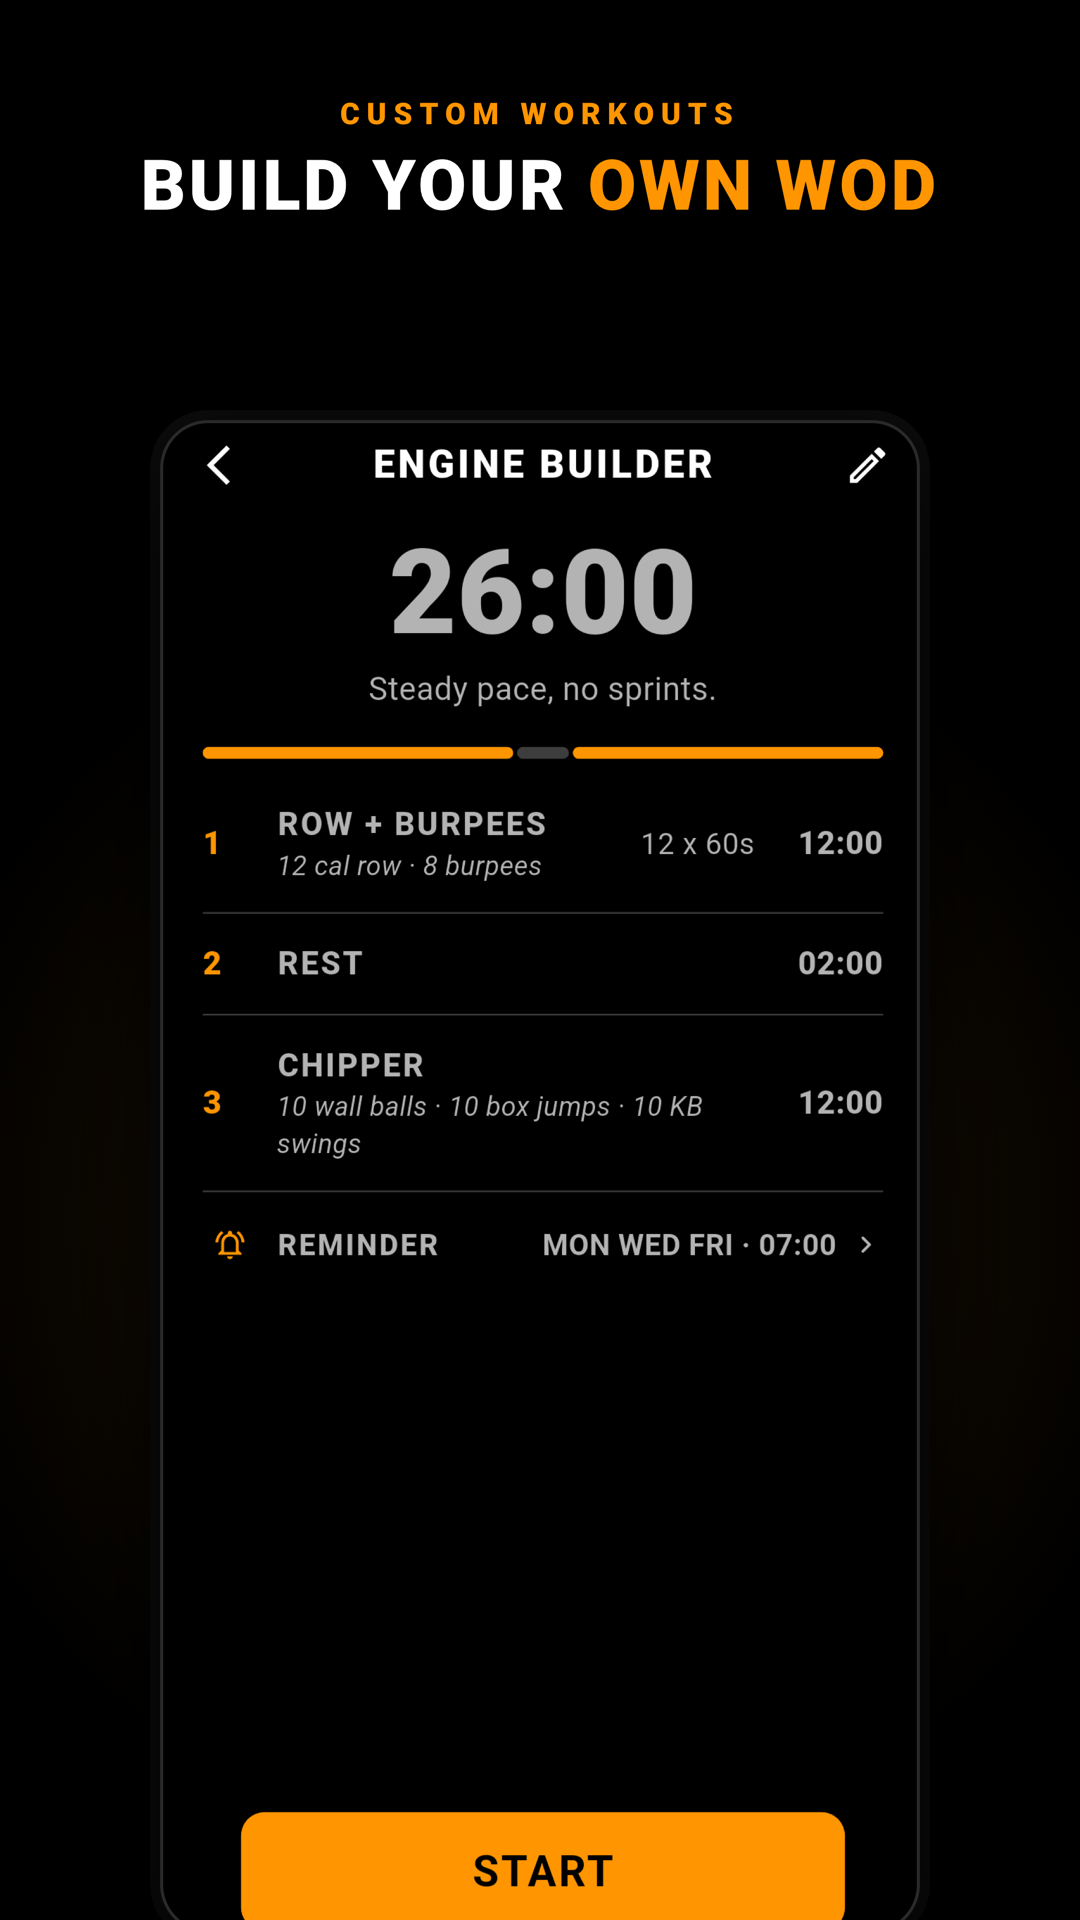 CUSTOM WORKOUTS
BUILD YOUR OWN WOD
ENGINE BUILDER
26:00
Steady pace, no sprints.
1 ROW + BURPEES 12 x 60s 12:00
12 cal row · 8 burpees
2 REST 02:00
CHIPPER
3 10 wall balls · 10 box jumps · 10 KB 12:00
swings
REMINDER MON WED FRI · 07:00
START